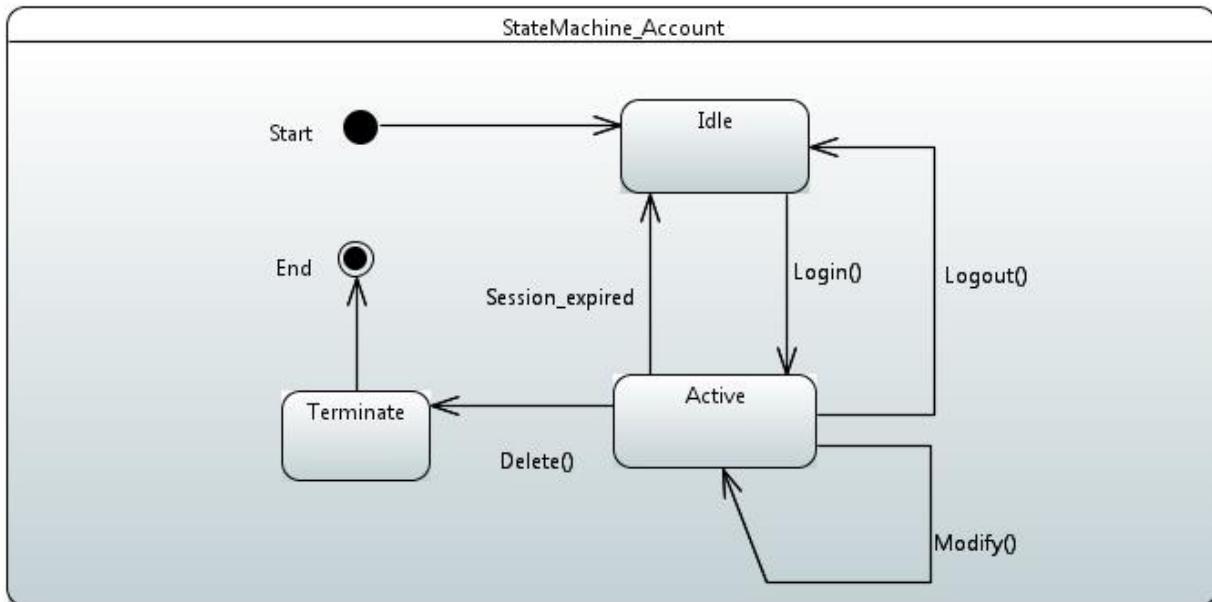 StateMachine_Account
Idle
Start
End
Login()
Logout()
Session_expired
Active
Terminate
Delete()
Modify()